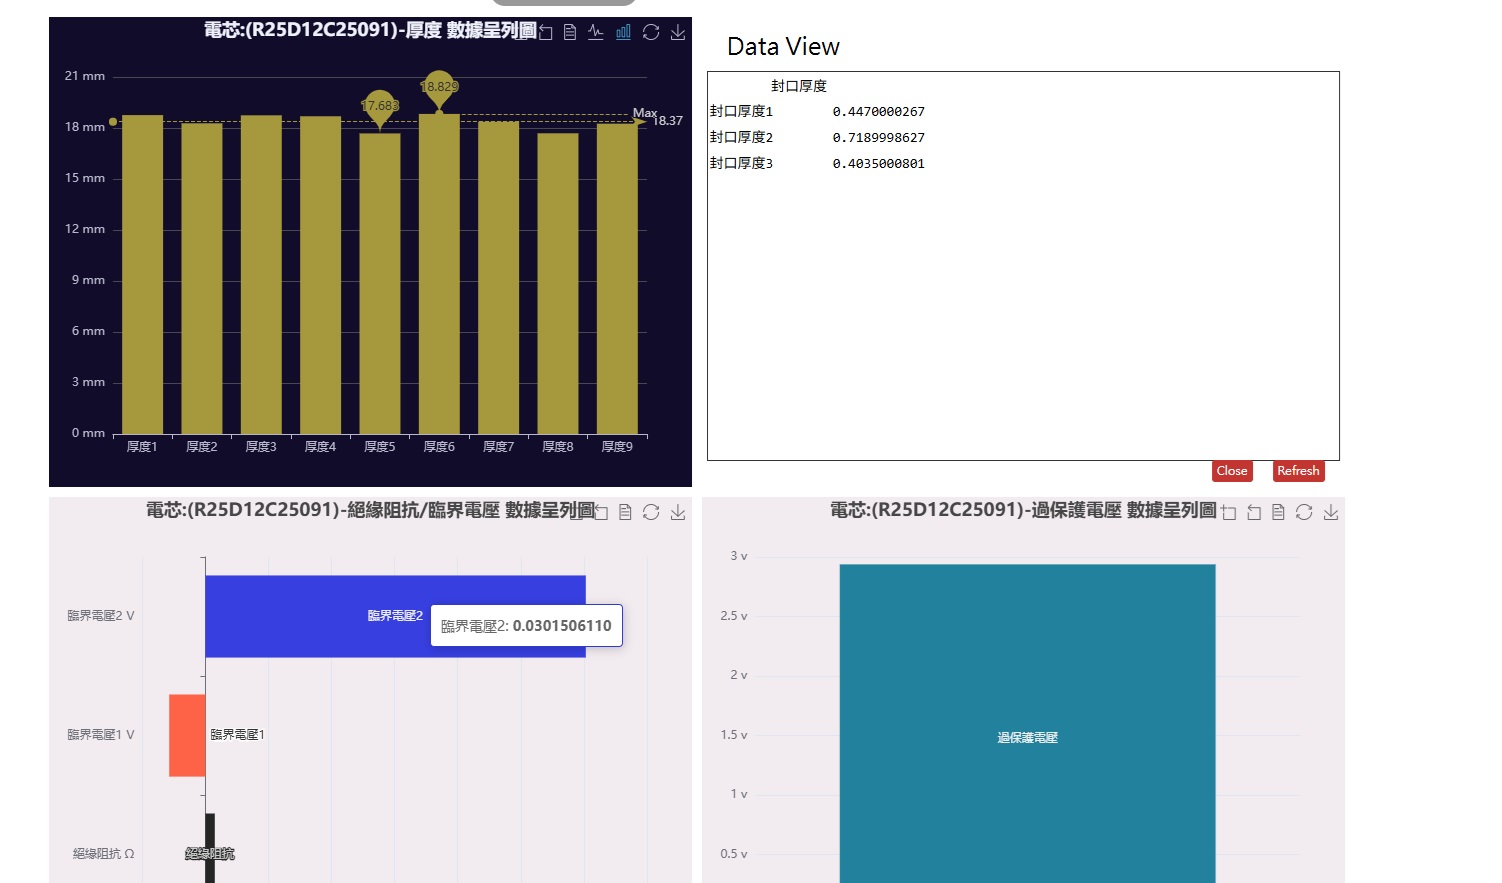 電芯:(R25D12C25091)-厚度 數據呈列圖
21 mm
18 mm
15 mm
12 mm
9 mm
6 mm
3 mm
0 mm
17.683
18.829
Max
18.37
厚度1
厚度2
厚度3
厚度4
厚度5
厚度6
厚度7
厚度8
厚度9
Data View
封口厚度
封口厚度1 0.4470000267
封口厚度2 0.7189998627
封口厚度3 0.4035000801
Close
Refresh
電芯:(R25D12C25091)-絕緣阻抗/臨界電壓 數據呈列圖
臨界電壓2 V
臨界電壓2
臨界電壓2: 0.0301506110
臨界電壓1 V
臨界電壓1
絕緣阻抗 Ω
絕緣阻抗
電芯:(R25D12C25091)-過保護電壓 數據呈列圖
3 v
2.5 v
2 v
1.5 v
1 v
0.5 v
過保護電壓